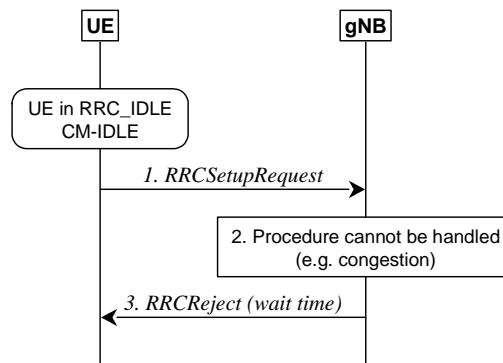 UE
gNB
UE in RRC_IDLE
CM-IDLE
1. RRCSetupRequest
2. Procedure cannot be handled
(e.g. congestion)
3. RRCReject (wait time)